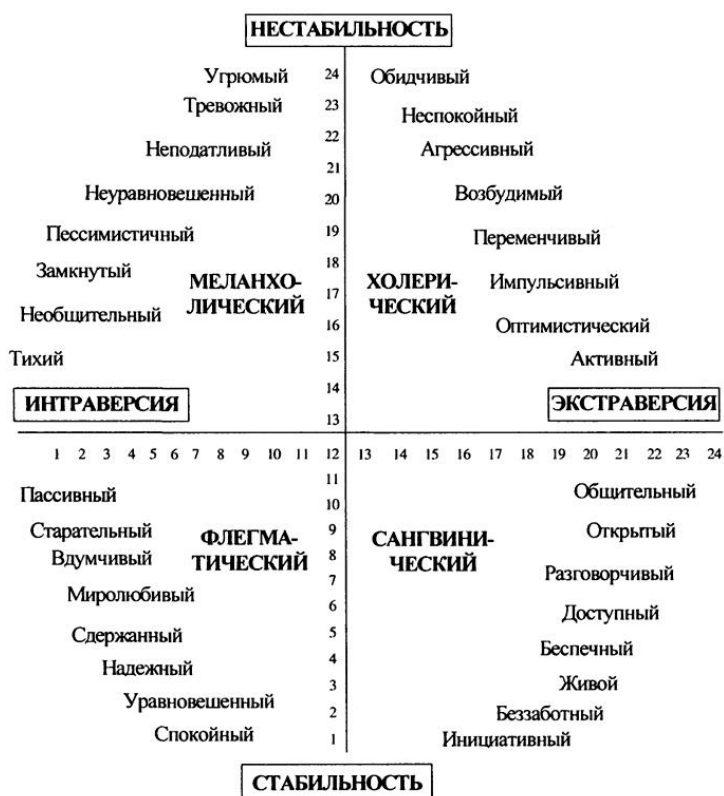 НЕСТАБИЛЬНОСТЬ
Угрюмый 24 Обидчивый
Тревожный 23
Неспокойный
22
Неподатливый Агрессивный
21
Неуравновешенный 20 Возбудимый
Пессимистичный 19 Переменчивый
18
Замкнутый МЕЛАНХО- ХОЛЕРИ- Импульсивный
17
ЛИЧЕСКИЙ ЧЕСКИЙ
Необщительный 16 Оптимистический
Тихий 15 Активный
14
ИНТРАВЕРСИЯ ЭКСТРАВЕРСИЯ
13
1 2 3 4 5 6 7 8 9 10 11 12 13 14 15 16 17 18 19 20 21 22 23 24
11
Пассивный 10 Общительный
Старательный ФЛЕГМА- 9 САНГВИНИ- Открытый
Вдумчивый ТИЧЕСКИЙ 8 ЧЕСКИЙ
7 Разговорчивый
Миролюбивый
6 Доступный
Сдержанный 5
Беспечный
Надежный 4
3 Живой
Уравновешенный
2 Беззаботный
Спокойный 1 Инициативный
СТАБИЛЬНОСТЬ